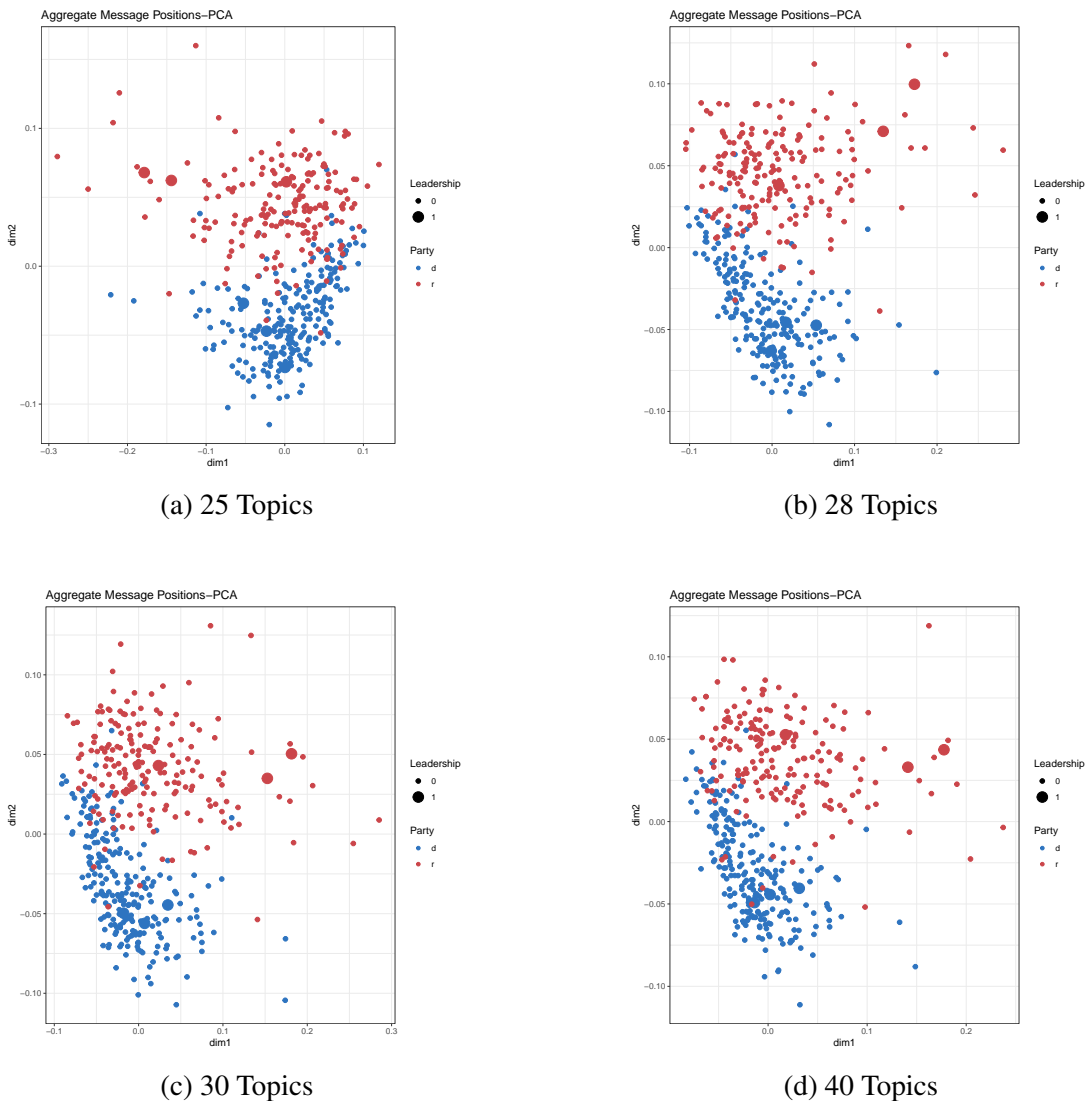 Aggregate Message Positions−PCA
0.1
0.0
−0.1
dim2
−0.3
−0.2
−0.1
0.0
0.1
dim1
Leadership
0
1
Party
d
r
(a) 25 Topics
Aggregate Message Positions−PCA
0.10
0.05
0.00
−0.05
−0.10
dim2
−0.1
0.0
0.1
0.2
dim1
Leadership
0
1
Party
d
r
(b) 28 Topics
Aggregate Message Positions−PCA
0.10
0.05
0.00
−0.05
−0.10
dim2
−0.1
0.0
0.1
0.2
0.3
dim1
Leadership
0
1
Party
d
r
(c) 30 Topics
Aggregate Message Positions−PCA
0.10
0.05
0.00
−0.05
−0.10
dim2
0.0
0.1
0.2
dim1
Leadership
0
1
Party
d
r
(d) 40 Topics